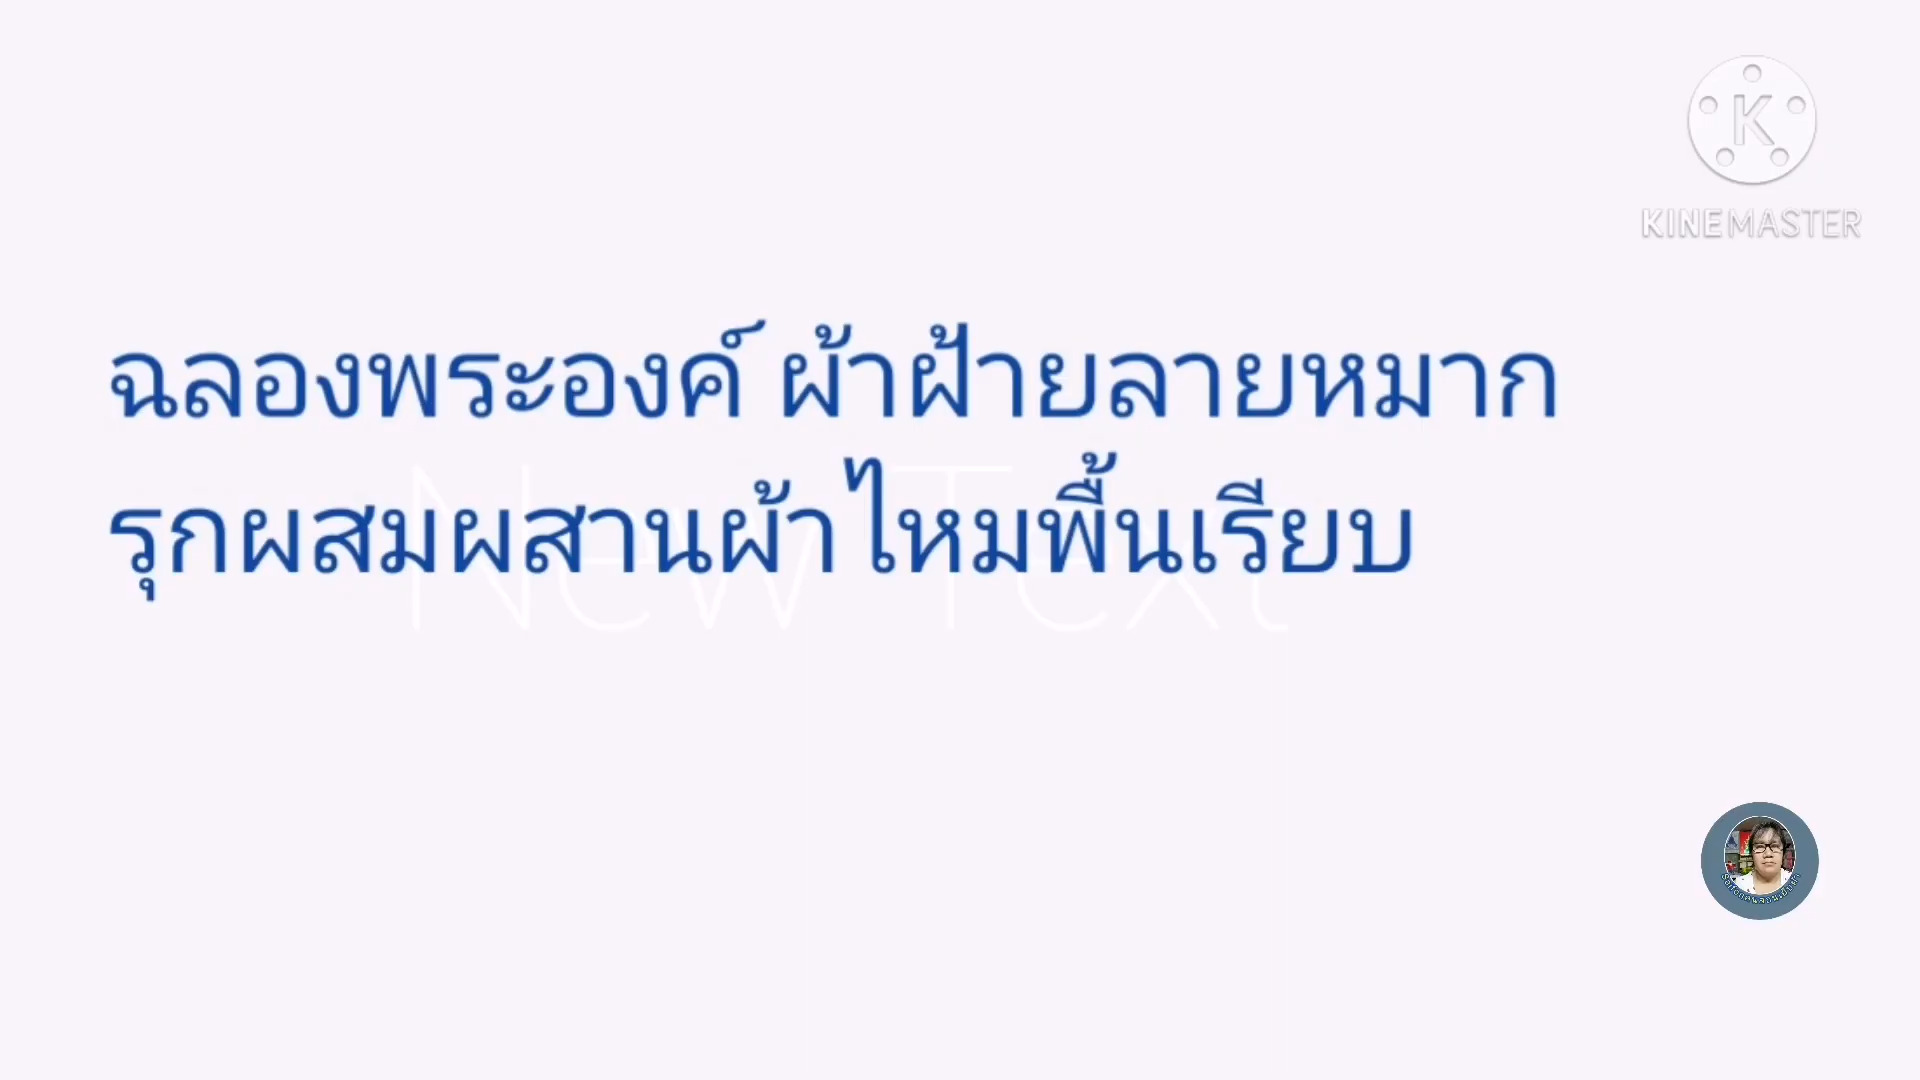 K
KINEMASTER
ฉลองพระองค์ ผ้าฝ้ายลายหมาก
รุกผสมผสานผ้าไหมพื้นเรียบ
New Text